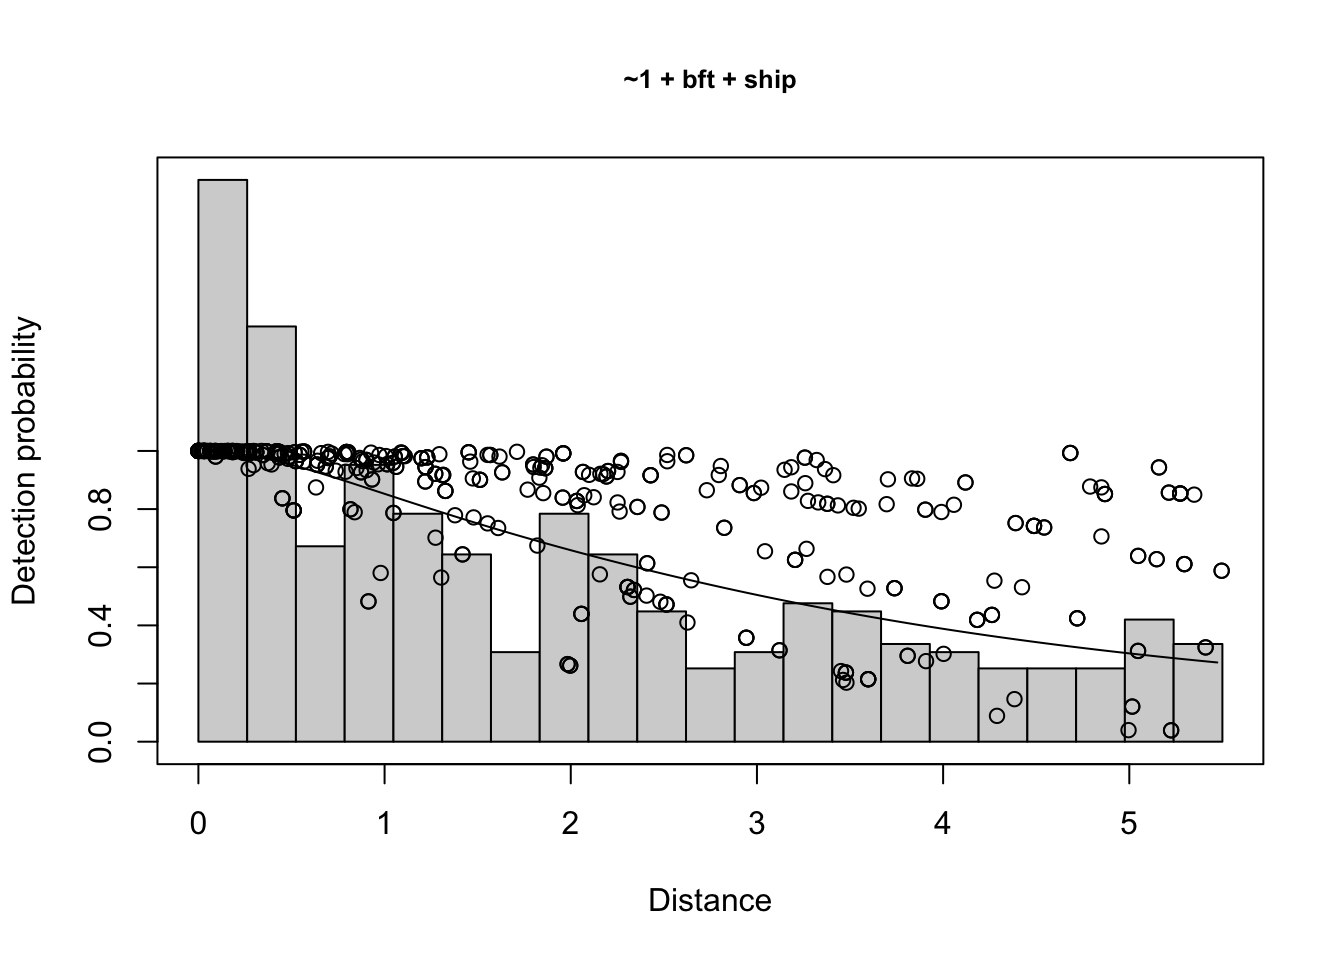 ~1 + bft + ship
Detection probability
0.8
0.4
0.0
0 1 2 3 4 5
Distance